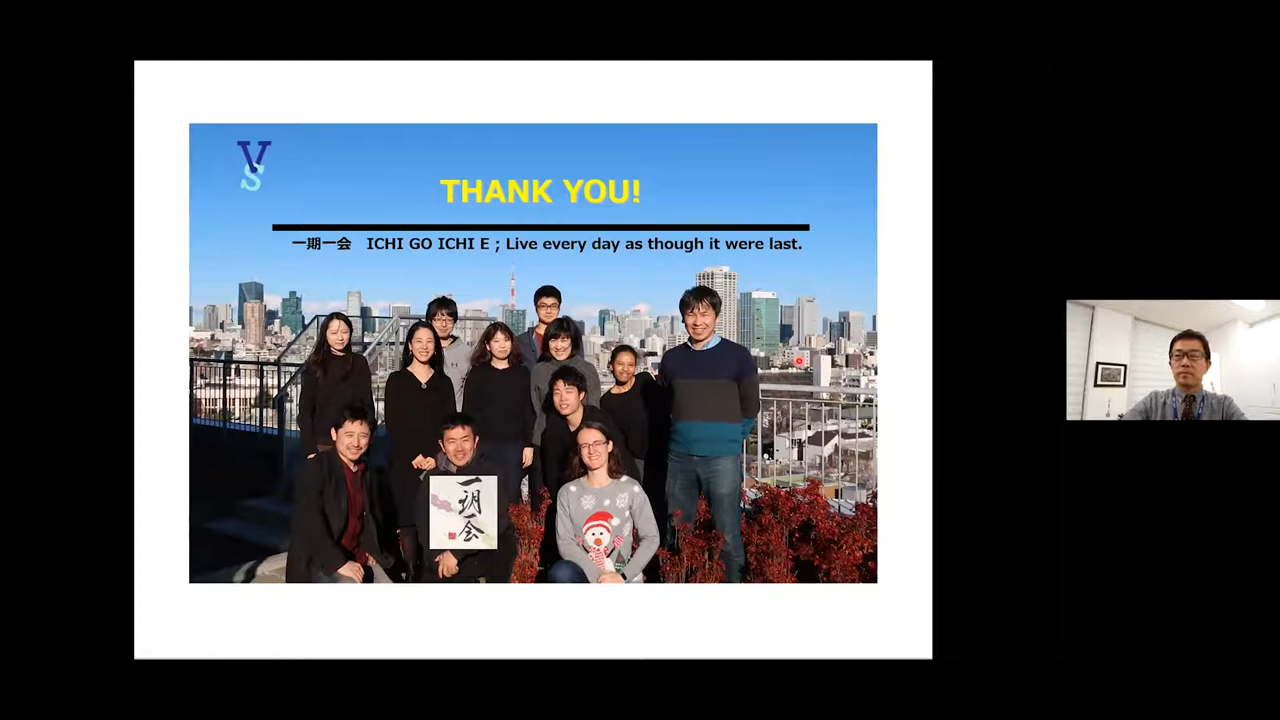 VS
THANK YOU!
一期一会 ICHI GO ICHI E ; Live every day as though it were last.
一
期
一
会